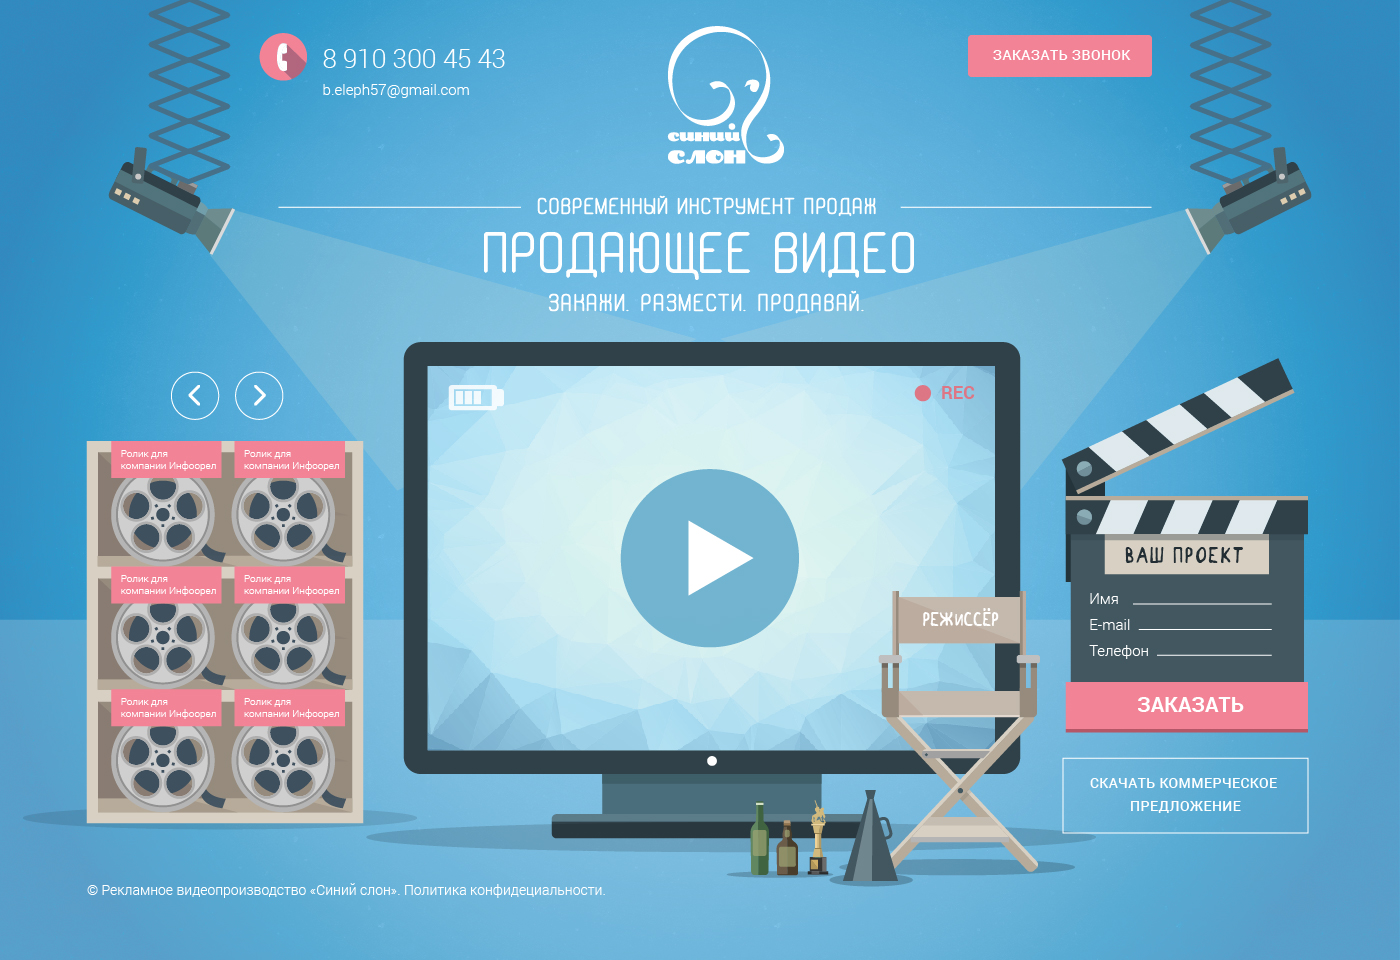 8 910 300 45 43
b.eleph57@gmail.com
синий
слон
ЗАКАЗАТЬ ЗВОНОК
СОВРЕМЕННЫЙ ИНСТРУМЕНТ ПРОДАЖ
ПРОДАЮЩЕЕ ВИДЕО
ЗАКАЖИ. РАЗМЕСТИ. ПРОДАВАЙ.
REC
Ролик для
компании Инфоорел
Ролик для
компании Инфоорел
Ролик для
компании Инфоорел
Ролик для
компании Инфоорел
Ролик для
компании Инфоорел
Ролик для
компании Инфоорел
РЕЖИССЁР
ВАШ ПРОЕКТ
Имя
E-mail
Телефон
ЗАКАЗАТЬ
СКАЧАТЬ КОММЕРЧЕСКОЕ
ПРЕДЛОЖЕНИЕ
© Рекламное видеопроизводство «Синий слон». Политика конфидециальности.